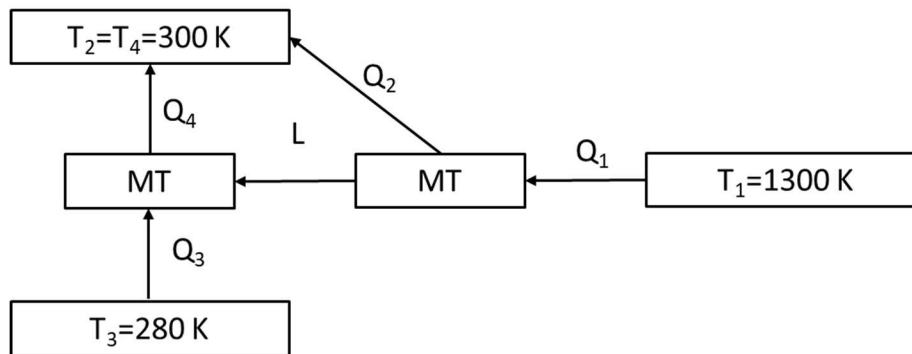 T₂=T₄=300 K
Q₂
Q₄
L
Q₁
MT
MT
T₁=1300 K
Q₃
T₃=280 K